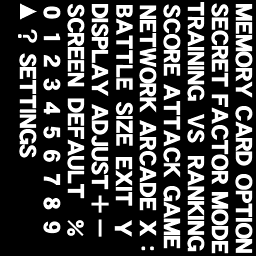 MEMORY CARD OPTION
SECRET FACTOR MODE
TRAINING VS RANKING
SCORE ATTACK GAME
NETWORK ARCADE X :
BATTLE SIZE EXIT Y
DISPLAY ADJUST + −
SCREEN DEFAULT %
0 1 2 3 4 5 6 7 8 9
▲ ? SETTINGS